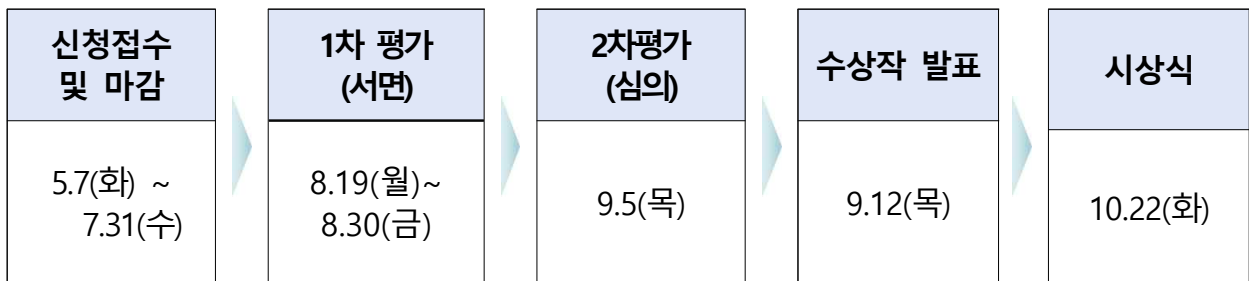 신청접수
및 마감
5.7(화) ~
7.31(수)
1차 평가
(서면)
8.19(월)~
8.30(금)
2차평가
(심의)
9.5(목)
수상작 발표
9.12(목)
시상식
10.22(화)